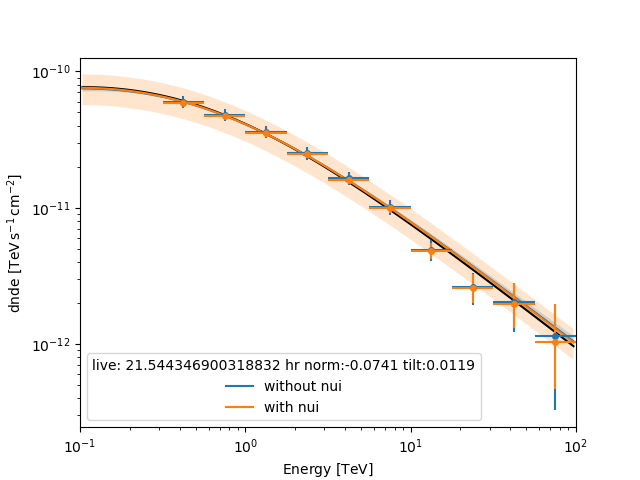 10⁻¹⁰
10⁻¹¹
10⁻¹²
dnde [TeV s⁻¹ cm⁻²]
live: 21.544346900318832 hr norm:-0.0741 tilt:0.0119
without nui
with nui
10⁻¹ 10⁰ 10¹ 10²
Energy [TeV]